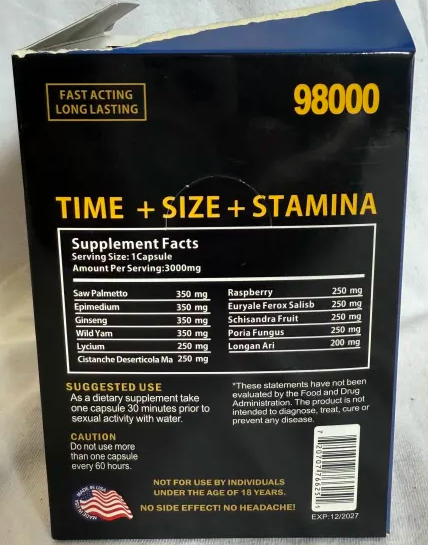 FAST ACTING
LONG LASTING
98000
TIME + SIZE + STAMINA
Supplement Facts
Serving Size: 1Capsule
Amount Per Serving:3000mg
Saw Palmetto 350 mg
Epimedium 350 mg
Ginseng 350 mg
Wild Yam 350 mg
Lycium 250 mg
Cistanche Deserticola Ma 250 mg
Raspberry 250 mg
Euryale Ferox Salisb 250 mg
Schisandra Fruit 250 mg
Poria Fungus 250 mg
Longan Ari 200 mg
SUGGESTED USE
As a dietary supplement take
one capsule 30 minutes prior to
sexual activity with water.
*These statements have not been
evaluated by the Food and Drug
Administration. The product is not
intended to diagnose, treat, cure or
prevent any disease.
CAUTION
Do not use more
than one capsule
every 60 hours.
MADE IN USA
NOT FOR USE BY INDIVIDUALS
UNDER THE AGE OF 18 YEARS.
NO SIDE EFFECT! NO HEADACHE!
EXP:12/2027